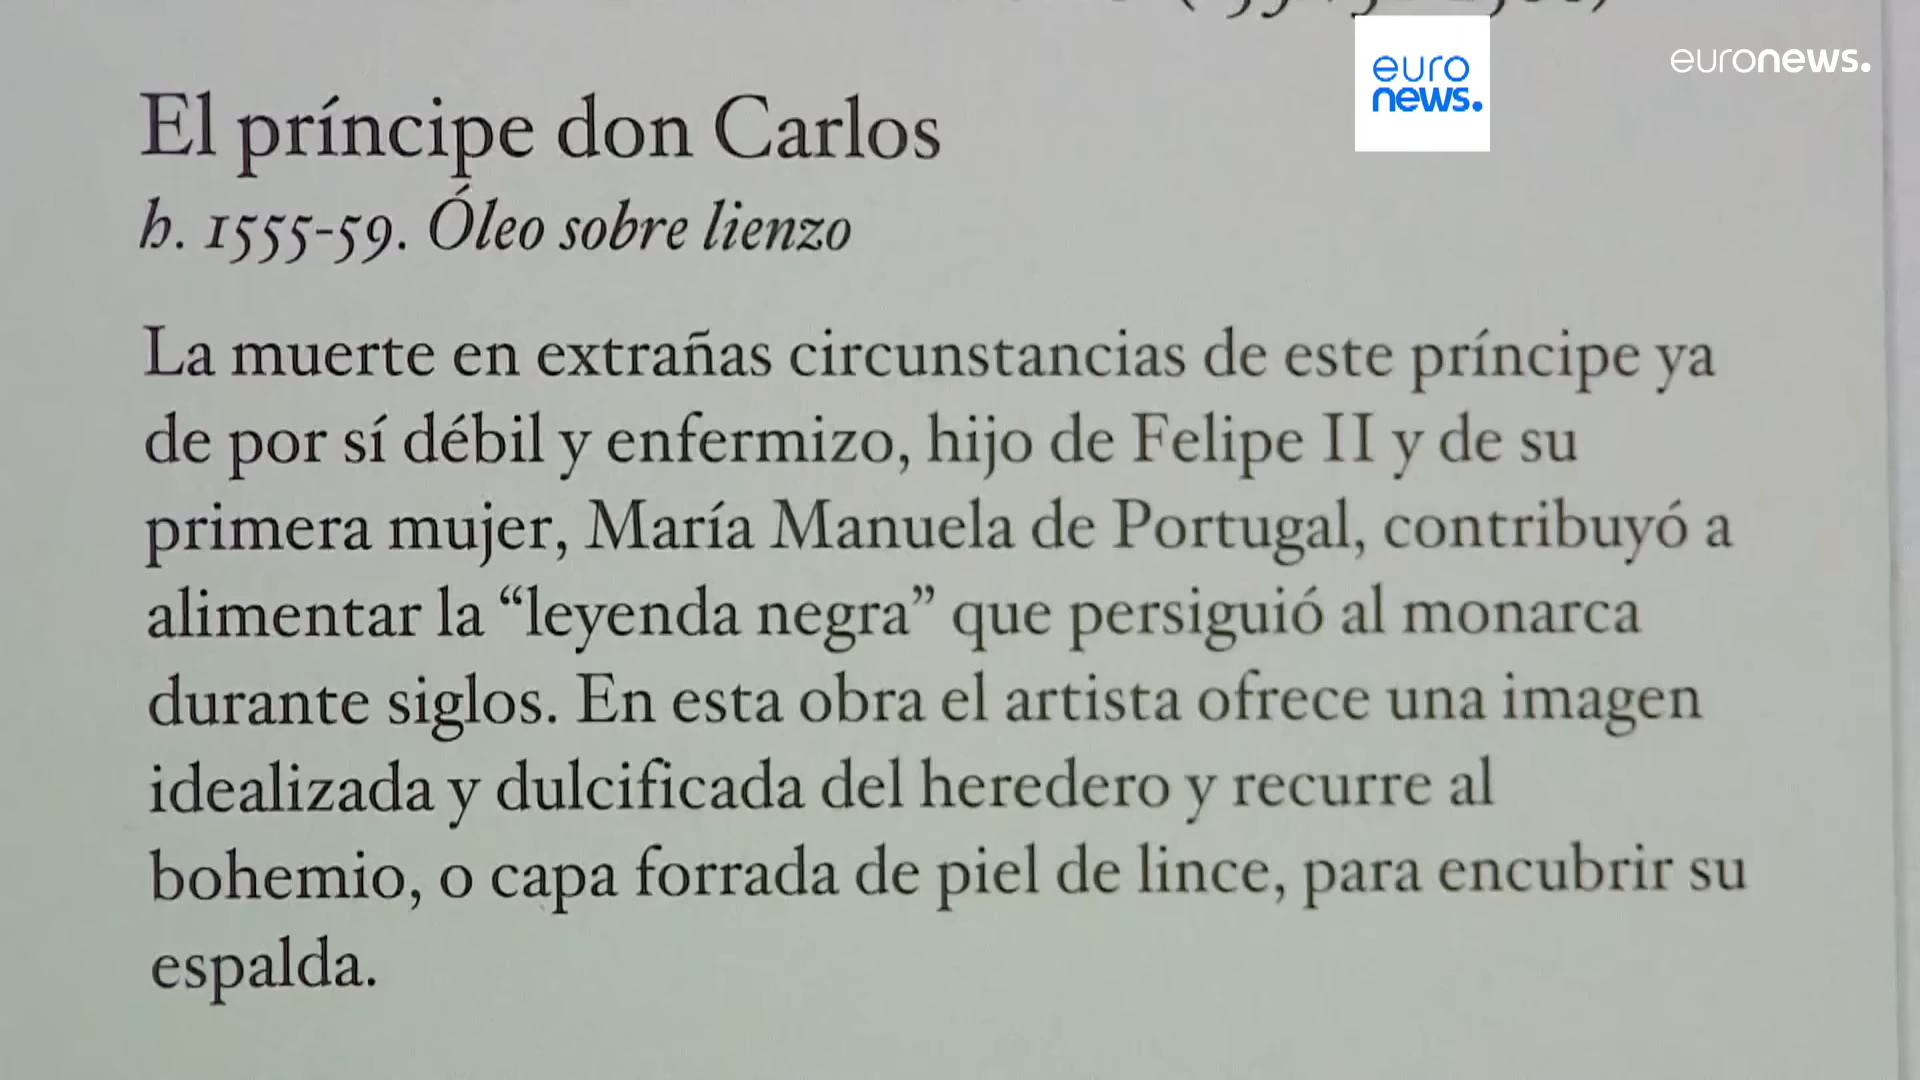 euro
news.
euronews.
El príncipe don Carlos
h. 1555-59. Óleo sobre lienzo
La muerte en extrañas circunstancias de este príncipe ya
de por sí débil y enfermizo, hijo de Felipe II y de su
primera mujer, María Manuela de Portugal, contribuyó a
alimentar la “leyenda negra” que persiguió al monarca
durante siglos. En esta obra el artista ofrece una imagen
idealizada y dulcificada del heredero y recurre al
bohemio, o capa forrada de piel de lince, para encubrir su
espalda.